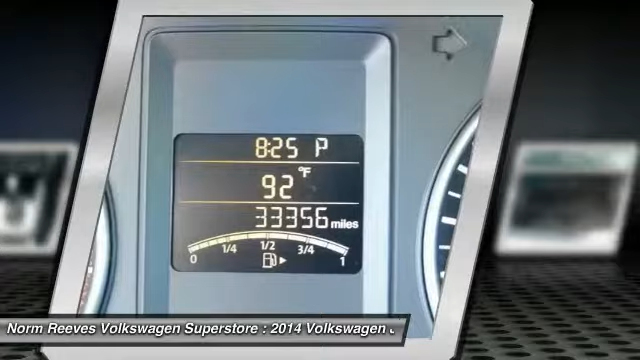 8:25 P
92 °F
33356 miles
0 1/4 1/2 3/4 1
Norm Reeves Volkswagen Superstore : 2014 Volkswagen